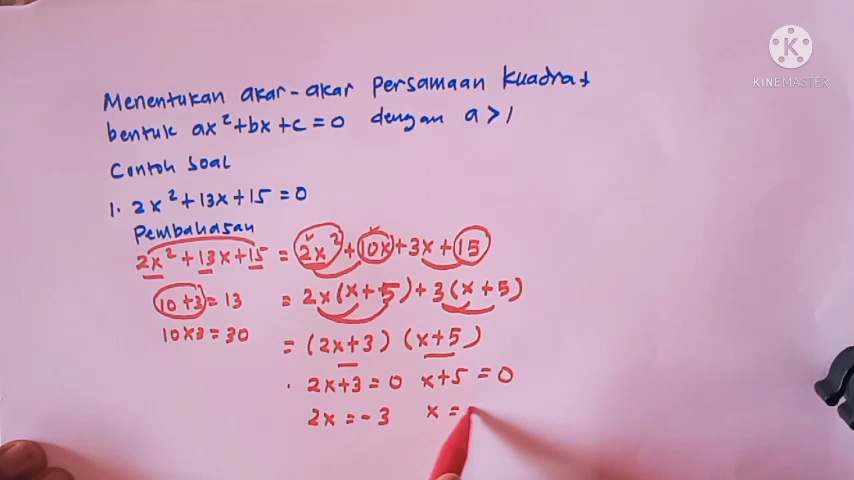 K
KINEMASTER
Menentukan akar-akar Persamaan kuadrat
bentuk ax²+bx+c=0 dengan a>1
Contoh soal
1. 2x²+13x+15=0
Pembahasan
2x²+13x+15 = 2x²+10x+3x+15
10+3=13 = 2x(x+5)+3(x+5)
10x3=30 = (2x+3) (x+5)
2x+3=0 x+5=0
2x=-3 x=